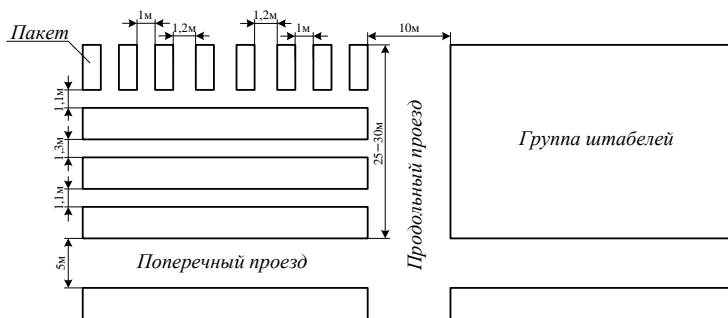 1м
1,2м
1,2м
1м
10м
Пакет
1,1м
1,3м
1,1м
5м
25–30м
Продольный проезд
Группа штабелей
Поперечный проезд